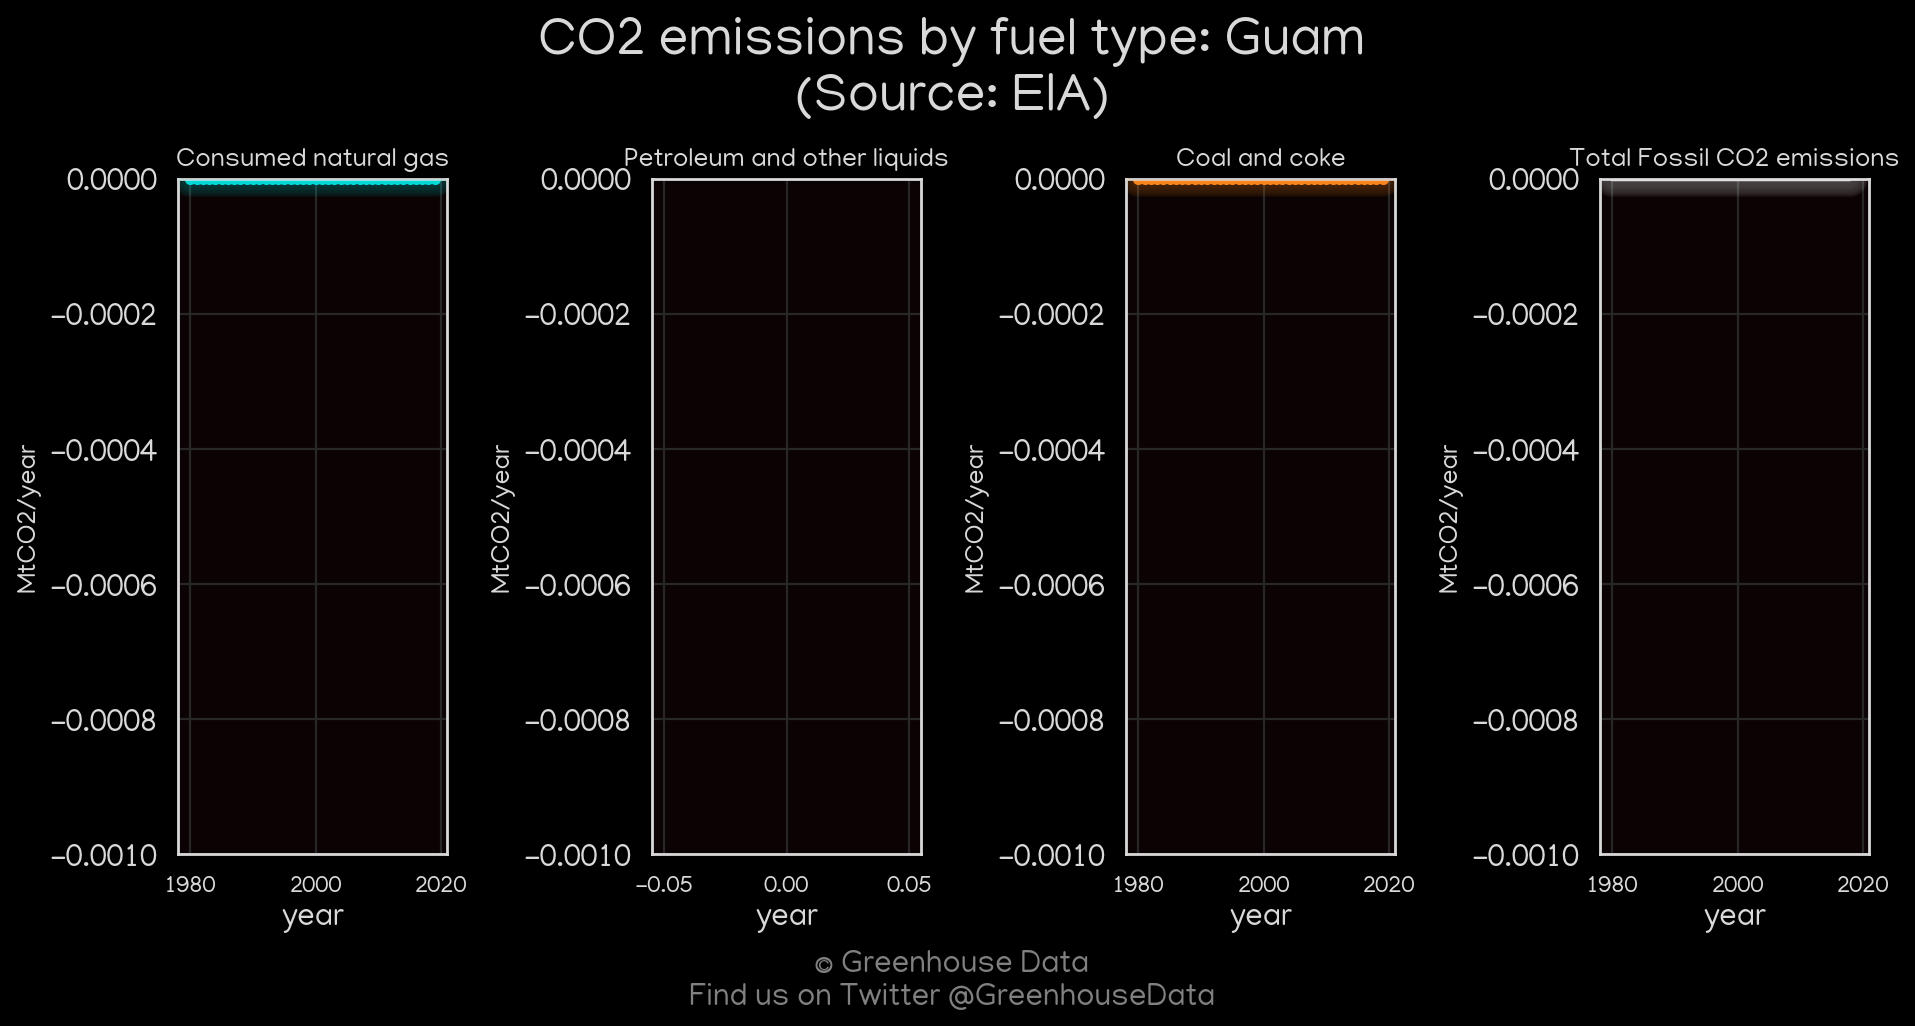 CO2 emissions by fuel type: Guam
(Source: EIA)
Consumed natural gas
0.0000
−0.0002
−0.0004
−0.0006
−0.0008
−0.0010
MtCO2/year
1980 2000 2020
year
Petroleum and other liquids
0.0000
−0.0002
−0.0004
−0.0006
−0.0008
−0.0010
MtCO2/year
−0.05 0.00 0.05
year
Coal and coke
0.0000
−0.0002
−0.0004
−0.0006
−0.0008
−0.0010
MtCO2/year
1980 2000 2020
year
Total Fossil CO2 emissions
0.0000
−0.0002
−0.0004
−0.0006
−0.0008
−0.0010
MtCO2/year
1980 2000 2020
year
© Greenhouse Data
Find us on Twitter @GreenhouseData